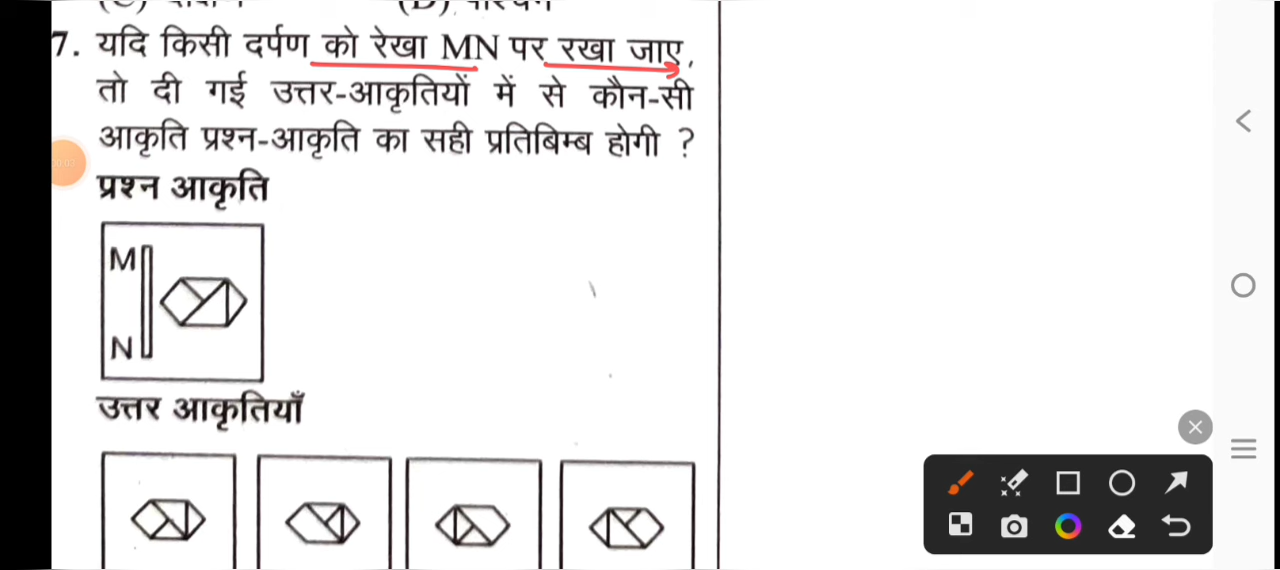 7. यदि किसी दर्पण को रेखा MN पर रखा जाए,
तो दी गई उत्तर-आकृतियों में से कौन-सी
आकृति प्रश्न-आकृति का सही प्रतिबिम्ब होगी ?
प्रश्न आकृति
M
N
उत्तर आकृतियाँ